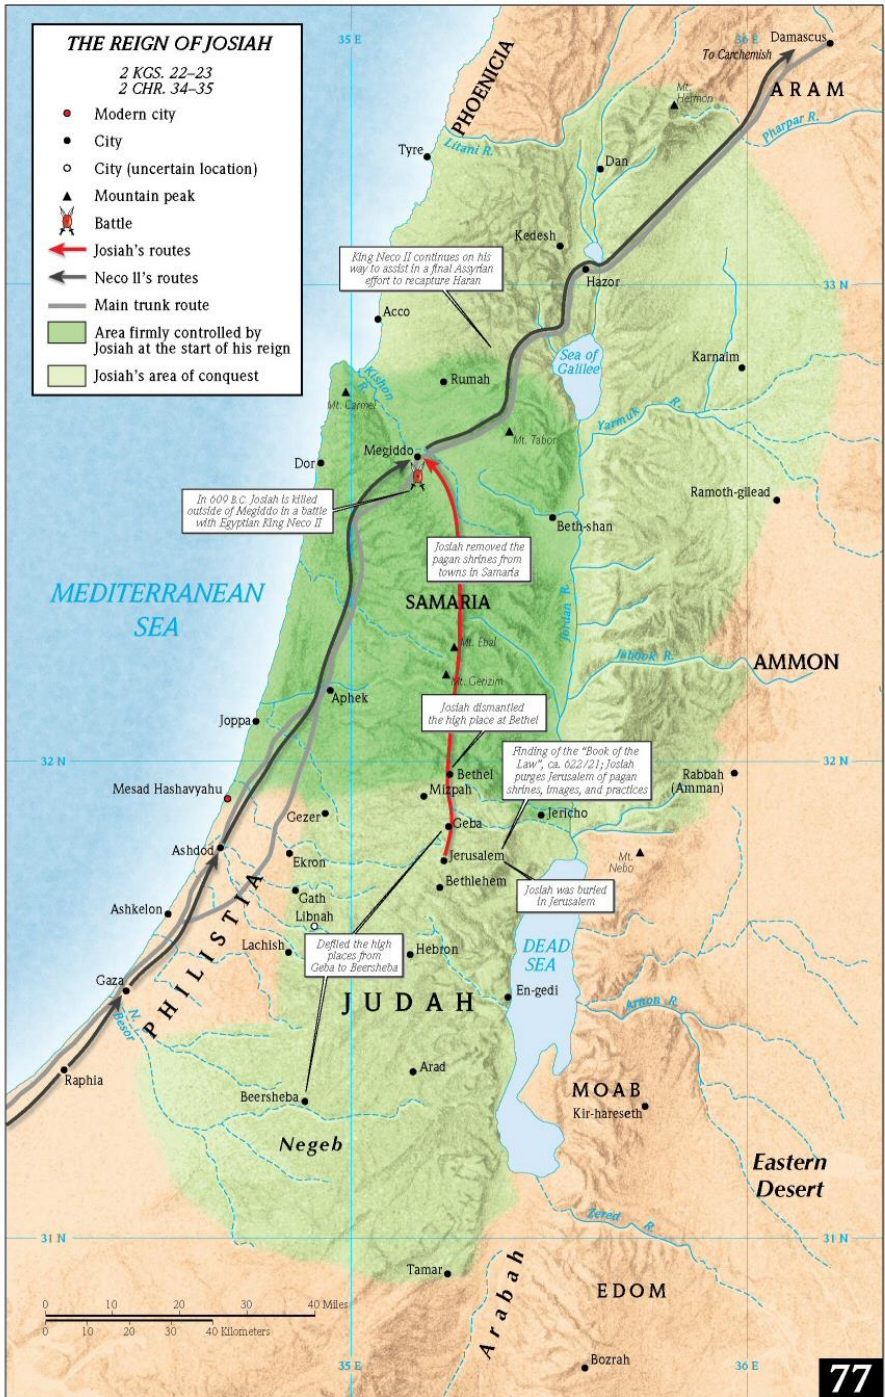 THE REIGN OF JOSIAH
2 KGS. 22–23
2 CHR. 34–35
Modern city
City
City (uncertain location)
Mountain peak
Battle
Josiah's routes
Neco II's routes
Main trunk route
Area firmly controlled by
Josiah at the start of his reign
Josiah's area of conquest
35 E
36 E
Damascus
To Carchemish
ARAM
PHOENICIA
Mt.
Hermon
Pharpar R.
Litani R.
Tyre
Dan
Kedesh
King Neco II continues on his
way to assist in a final Assyrian
effort to recapture Haran
Hazor
33 N
Acco
Sea of
Galilee
Karnaim
Kishon
R.
Rumah
Mt. Carmel
Yarmuk R.
Mt. Tabor
Megiddo
Dor
In 609 B.C. Josiah is killed
outside of Megiddo in a battle
with Egyptian King Neco II
Ramoth-gilead
Beth-shan
Josiah removed the
pagan shrines from
towns in Samaria
MEDITERRANEAN
SEA
SAMARIA
Jordan R.
Mt. Ebal
Jabbok R.
AMMON
Mt. Gerizim
Aphek
Joppa
Josiah dismantled
the high place at Bethel
Finding of the "Book of the
Law", ca. 622/21; Josiah
purges Jerusalem of pagan
shrines, images, and practices
32 N
32 N
Bethel
Rabbah
(Amman)
Mesad Hashavyahu
Mizpah
Gezer
Geba
Jericho
Ashdod
Ekron
Jerusalem
Mt.
Nebo
Bethlehem
Gath
Josiah was buried
in Jerusalem
Ashkelon
Libnah
PHILISTIA
Lachish
Defiled the high
places from
Geba to Beersheba
Hebron
DEAD
SEA
Gaza
JUDAH
En-gedi
Arnon R.
N.
Besor
Raphia
Arad
MOAB
Beersheba
Kir-hareseth
Negeb
Eastern
Desert
Zered R.
31 N
31 N
Tamar
Arabah
EDOM
0 10 20 30 40 Miles
0 10 20 30 40 Kilometers
Bozrah
35 E
36 E
77